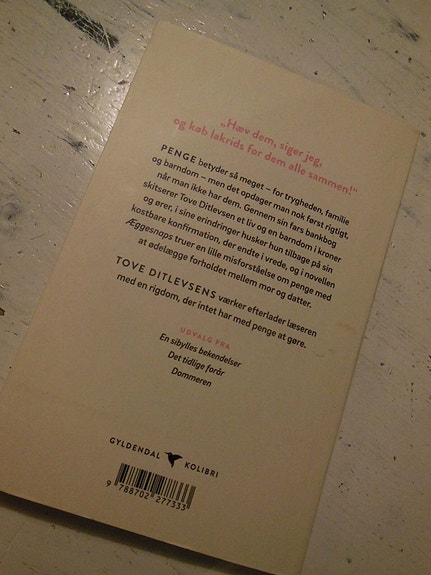 „Hæv dem, siger jeg,
og køb lakrids for dem alle sammen!“
PENGE betyder så meget – for trygheden, familie
og barndom – men det opdager man nok først rigtigt,
når man ikke har dem. Gennem sin fars bankbog
skitserer Tove Ditlevsen et liv og en barndom i kroner
og ører, i sine erindringer husker hun tilbage på sin
kostbare konfirmation, der endte i vrede, og i novellen
Æggesnaps truer en lille misforståelse om penge med
at ødelægge forholdet mellem mor og datter.
TOVE DITLEVSENS værker efterlader læseren
med en rigdom, der intet har med penge at gøre.
UDVALG FRA
En sibylles bekendelser
Det tidlige forår
Dommeren
GYLDENDAL KOLIBRI
9 788702 277333